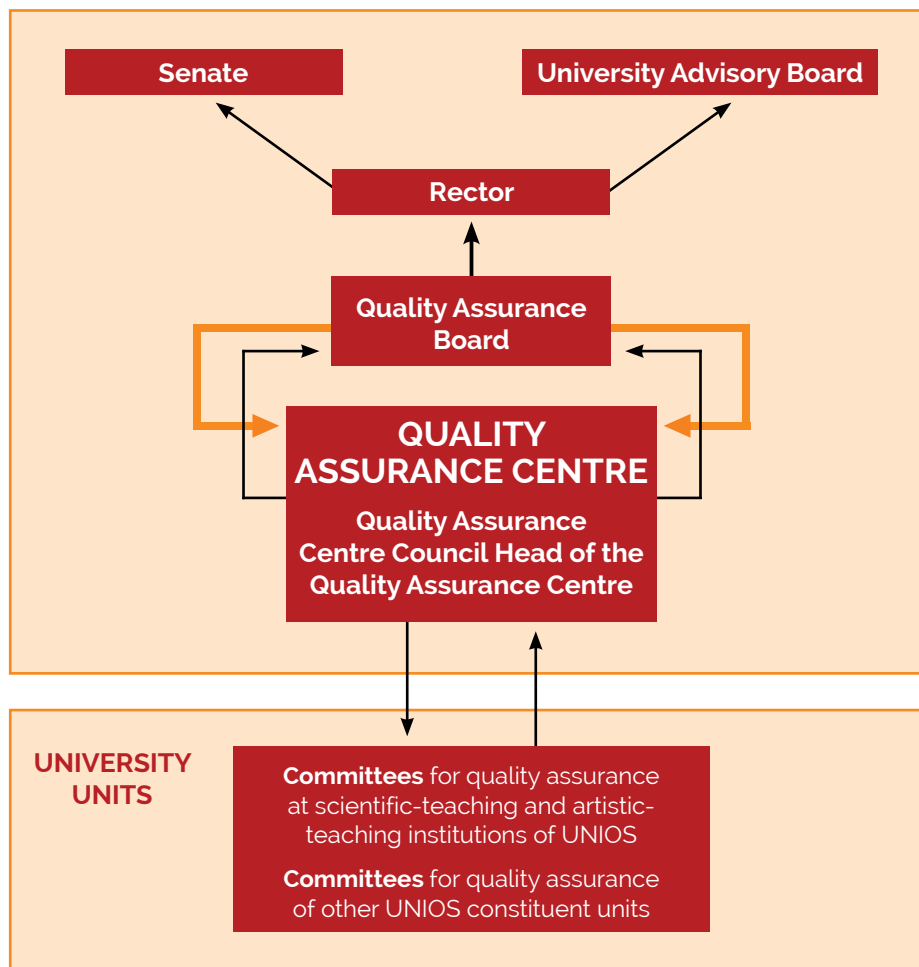 Senate
University Advisory Board
Rector
Quality Assurance
Board
QUALITY
ASSURANCE CENTRE
Quality Assurance
Centre Council Head of the
Quality Assurance Centre
UNIVERSITY
UNITS
Committees for quality assurance
at scientific-teaching and artistic-
teaching institutions of UNIOS
Committees for quality assurance
of other UNIOS constituent units